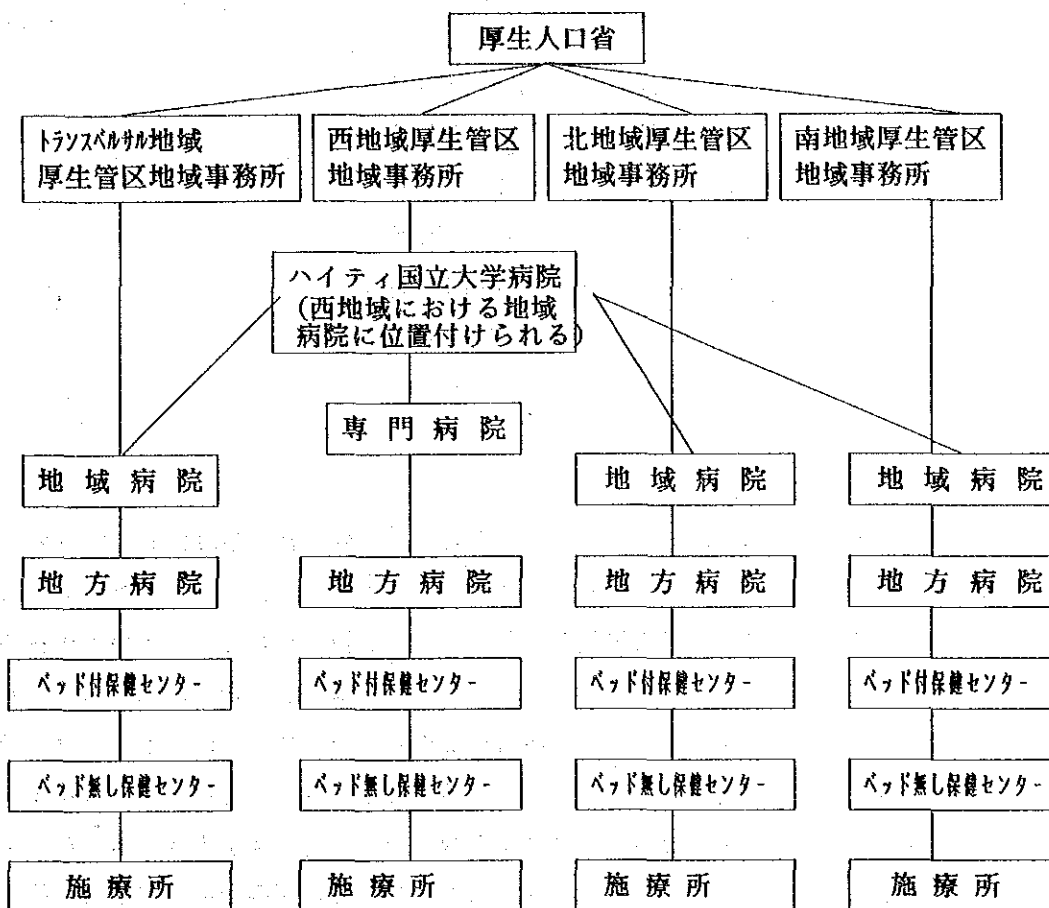 厚生人口省
トランスベルサル地域
厚生管区地域事務所
西地域厚生管区
地域事務所
北地域厚生管区
地域事務所
南地域厚生管区
地域事務所
ハイティ国立大学病院
(西地域における地域
病院に位置付けられる)
専門病院
地域病院
地域病院
地域病院
地方病院
地方病院
地方病院
地方病院
ベッド付保健センター
ベッド付保健センター
ベッド付保健センター
ベッド付保健センター
ベッド無し保健センター
ベッド無し保健センター
ベッド無し保健センター
ベッド無し保健センター
施療所
施療所
施療所
施療所